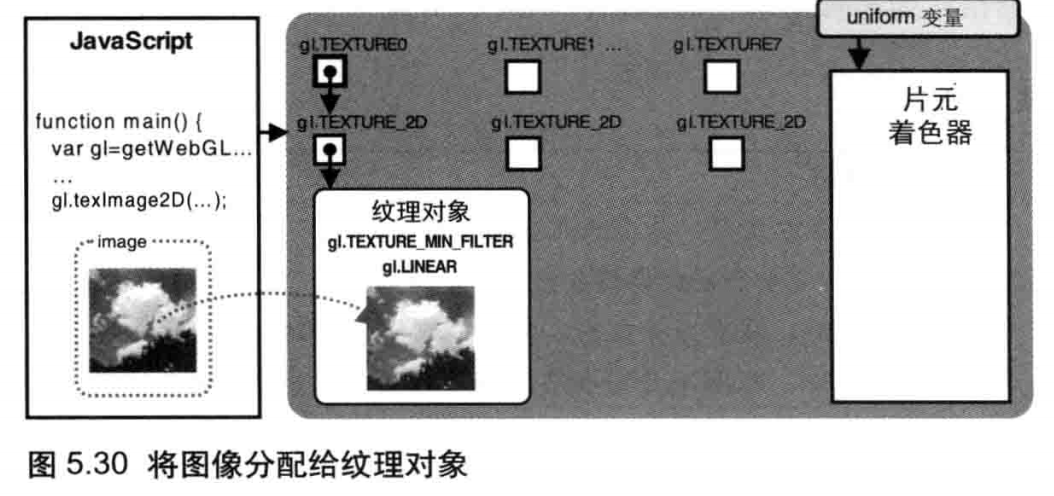 JavaScript
function main() {
var gl=getWebGL...
...
gl.texImage2D(...);
image
gl.TEXTURE0
gl.TEXTURE1 ...
gl.TEXTURE7
gl.TEXTURE_2D
gl.TEXTURE_2D
gl.TEXTURE_2D
纹理对象
gl.TEXTURE_MIN_FILTER
gl.LINEAR
uniform 变量
片元
着色器
图 5.30 将图像分配给纹理对象